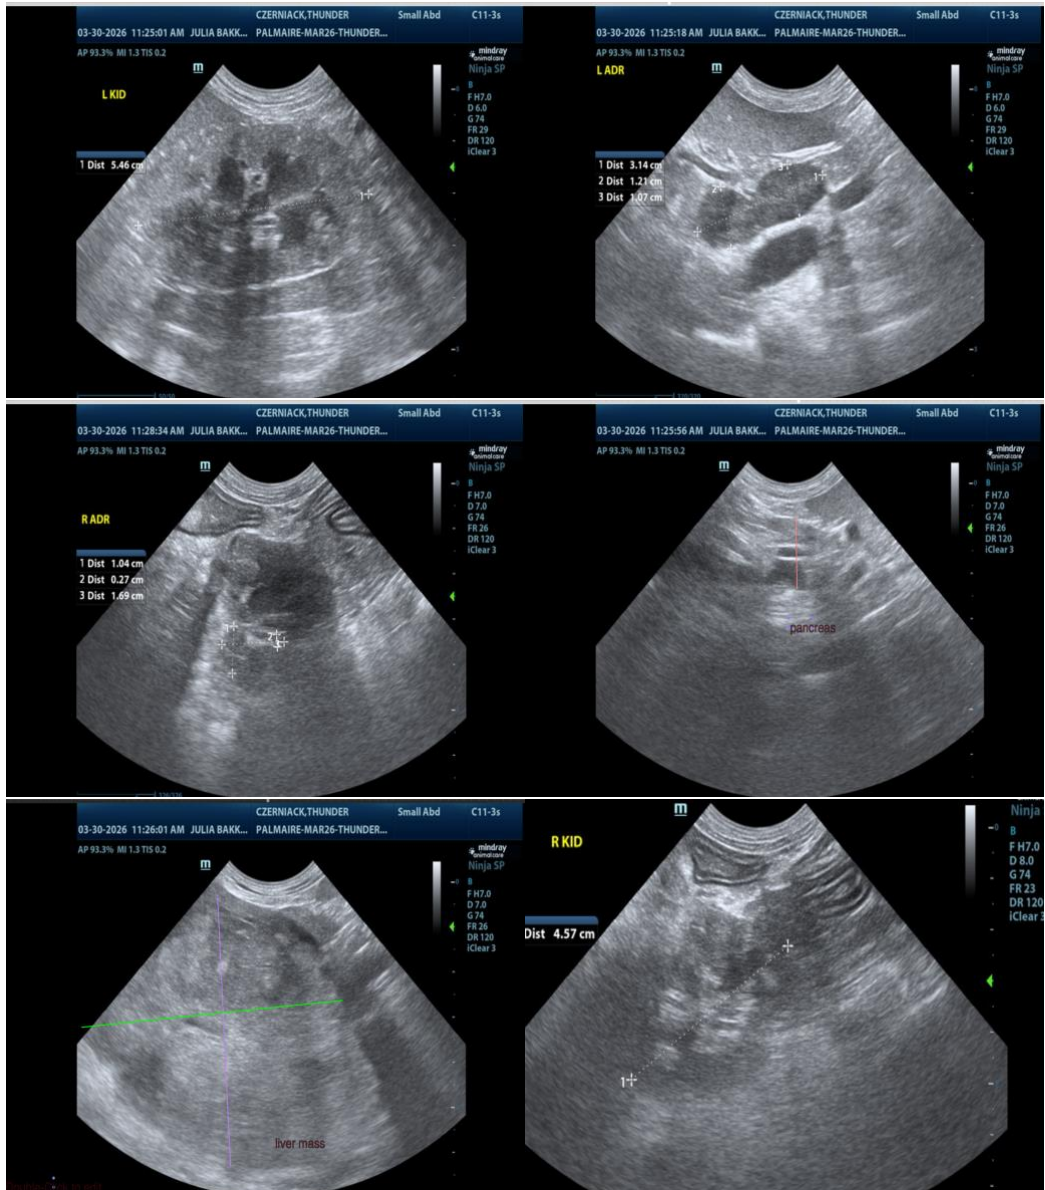 CZERNIACK,THUNDER Small Abd C11-3s
03-30-2026 11:25:01 AM JULIA BAKK... PALMAIRE-MAR26-THUNDER...
AP 93.3% MI 1.3 TIS 0.2
mindray
animalcare
Ninja SP
m
L KID
B
F H7.0
D 6.0
G 74
FR 29
DR 120
iClear 3
1 Dist 5.46 cm
1
CZERNIACK,THUNDER Small Abd C11-3s
03-30-2026 11:25:18 AM JULIA BAKK... PALMAIRE-MAR26-THUNDER...
AP 93.3% MI 1.3 TIS 0.2
mindray
animalcare
Ninja SP
m
L ADR
B
F H7.0
D 6.0
G 74
FR 29
DR 120
iClear 3
1 Dist 3.14 cm
2 Dist 1.21 cm
3 Dist 1.07 cm
3
1
2
CZERNIACK,THUNDER Small Abd C11-3s
03-30-2026 11:28:34 AM JULIA BAKK... PALMAIRE-MAR26-THUNDER...
AP 93.3% MI 1.3 TIS 0.2
mindray
animalcare
Ninja SP
m
R ADR
B
F H7.0
D 7.0
G 74
FR 26
DR 120
iClear 3
1 Dist 1.04 cm
2 Dist 0.27 cm
3 Dist 1.69 cm
1
2
CZERNIACK,THUNDER Small Abd C11-3s
03-30-2026 11:25:56 AM JULIA BAKK... PALMAIRE-MAR26-THUNDER...
AP 93.3% MI 1.3 TIS 0.2
mindray
animalcare
Ninja SP
m
B
F H7.0
D 7.0
G 74
FR 26
DR 120
iClear 3
pancreas
CZERNIACK,THUNDER Small Abd C11-3s
03-30-2026 11:26:01 AM JULIA BAKK... PALMAIRE-MAR26-THUNDER...
AP 93.3% MI 1.3 TIS 0.2
mindray
animalcare
Ninja SP
m
B
F H7.0
D 7.0
G 74
FR 26
DR 120
iClear 3
liver mass
m
Ninja
R KID
B
F H7.0
D 8.0
G 74
FR 23
DR 120
iClear 3
Dist 4.57 cm
1